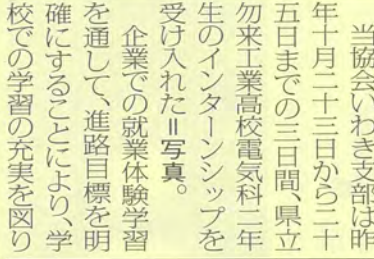 当協会いわき支部は昨
年十月二十三日から二十
五日までの三日間、県立
勿来工業高校電気科二年
生のインターンシップを
受け入れた＝写真。
企業での就業体験学習
を通して、進路目標を明
確にすることにより、学
校での学習の充実を図り